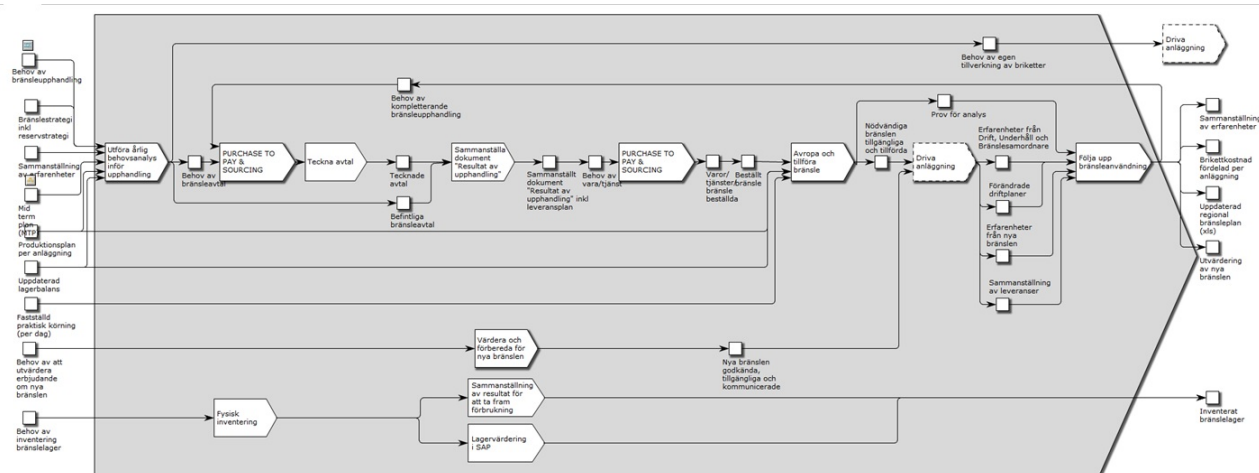 Behov av
bränsleupphandling
Bränslestrategi
inkl
reservstrategi
Sammanställning
av erfarenheter
Mid
term
plan
(MTP)
Produktionsplan
per anläggning
Uppdaterad
lagerbalans
Fastställd
praktisk körning
(per dag)
Behov av att
utvärdera
erbjudande
om nya
bränslen
Behov av
inventering
bränslelager
Utföra årlig
behovsanalys
inför
upphandling
Behov av
bränsleavtal
PURCHASE TO
PAY &
SOURCING
Teckna avtal
Behov av
kompletterande
bränsleupphandling
Tecknade
avtal
Befintliga
bränsleavtal
Sammanställa
dokument
"Resultat av
upphandling"
Sammanställt
dokument
"Resultat av
upphandling" inkl
leveransplan
Behov av
vara/tjänst
PURCHASE TO
PAY &
SOURCING
Varor/
tjänster/
bränsle
beställda
Beställt
bränsle
Avropa och
tillföra
bränsle
Nödvändiga
bränslen
tillgängliga
och tillförda
Prov för analys
Behov av egen
tillverkning av briketter
Driva
anläggning
Driva
anläggning
Erfarenheter från
Drift, Underhåll och
Bränslesamordnare
Förändrade
driftplaner
Erfarenheter
från nya
bränslen
Sammanställning
av leveranser
Följa upp
bränsleanvändning
Sammanställning
av erfarenheter
Brikettkostnad
fördelad per
anläggning
Uppdaterad
regional
bränsleplan
(xls)
Utvärdering
av nya
bränslen
Värdera och
förbereda för
nya bränslen
Nya bränslen
godkända,
tillgängliga och
kommunicerade
Fysisk
inventering
Sammanställning
av resultat för
att ta fram
förbrukning
Lagervärdering
i SAP
Inventerat
bränslelager